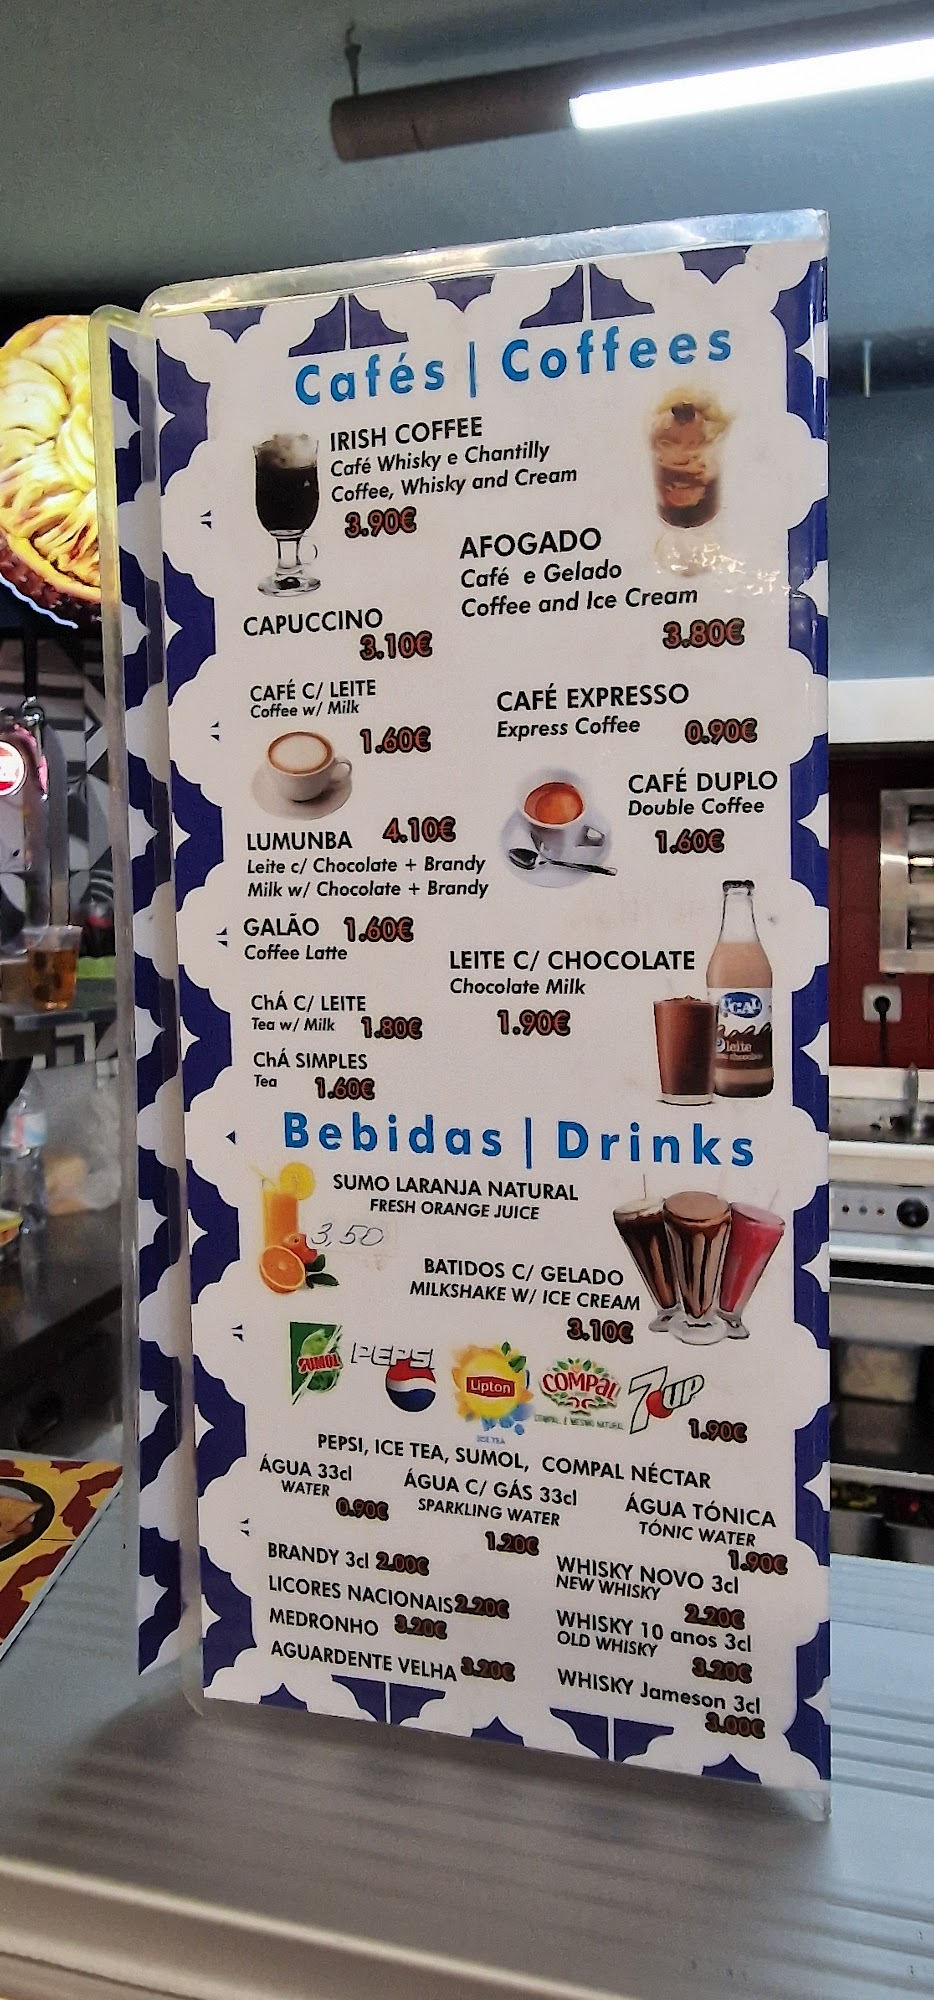 Cafés | Coffees
IRISH COFFEE
Café Whisky e Chantilly
Coffee, Whisky and Cream
3.90€
AFOGADO
Café e Gelado
Coffee and Ice Cream
3.80€
CAPUCCINO
3.10€
CAFÉ C/ LEITE
Coffee w/ Milk
1.60€
CAFÉ EXPRESSO
Express Coffee 0.90€
CAFÉ DUPLO
Double Coffee
1.60€
LUMUNBA 4.10€
Leite c/ Chocolate + Brandy
Milk w/ Chocolate + Brandy
GALÃO 1.60€
Coffee Latte
LEITE C/ CHOCOLATE
Chocolate Milk
1.90€
UCAL
leite
ChÁ C/ LEITE
Tea w/ Milk 1.80€
ChÁ SIMPLES
Tea 1.60€
Bebidas | Drinks
SUMO LARANJA NATURAL
FRESH ORANGE JUICE
3,50
BATIDOS C/ GELADO
MILKSHAKE W/ ICE CREAM
3.10€
SUMOL
PEPSI
Lipton
ICE TEA
COMPAL
COMPAL É MESMO NATURAL
7UP
1.90€
PEPSI, ICE TEA, SUMOL, COMPAL NÉCTAR
ÁGUA 33cl
WATER
0.90€
ÁGUA C/ GÁS 33cl
SPARKLING WATER
1.20€
ÁGUA TÓNICA
TÓNIC WATER
1.90€
BRANDY 3cl 2.00€
LICORES NACIONAIS 2.20€
MEDRONHO 3.20€
AGUARDENTE VELHA 3.20€
WHISKY NOVO 3cl
NEW WHISKY
2.20€
WHISKY 10 anos 3cl
OLD WHISKY
3.20€
WHISKY Jameson 3cl
3.00€